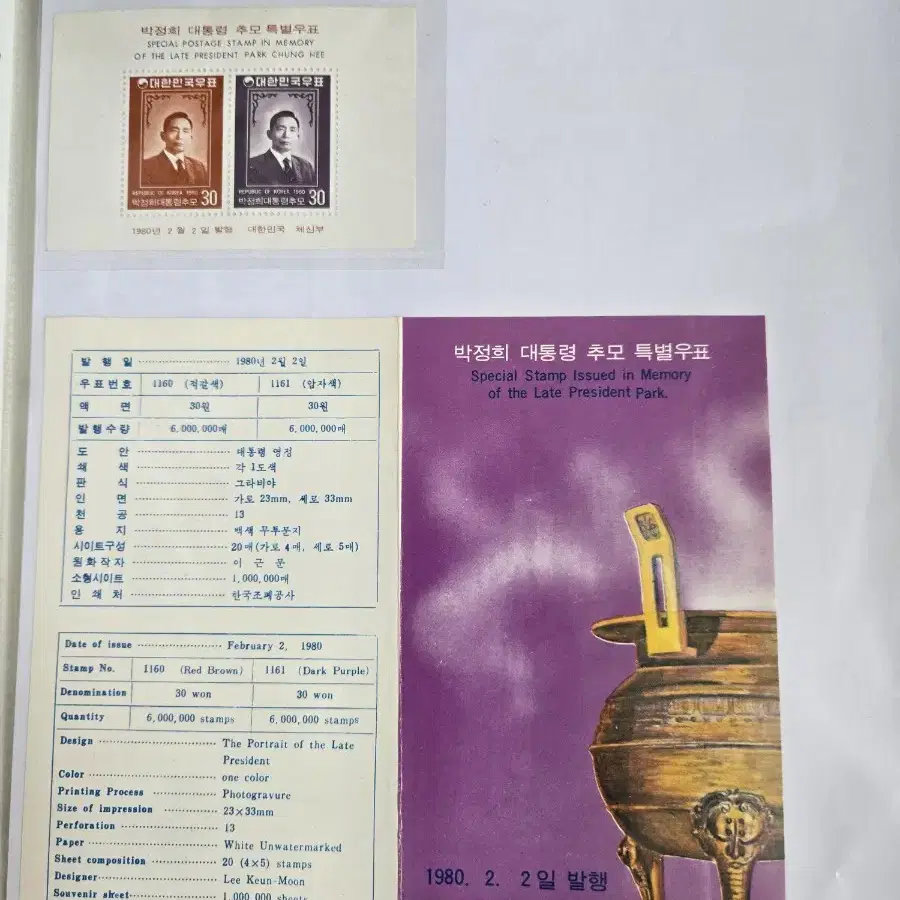 박정희 대통령 추모 특별우표
SPECIAL POSTAGE STAMP IN MEMORY
OF THE LATE PRESIDENT PARK CHUNG HEE
대한민국우표
REPUBLIC OF KOREA 1980
30
박정희대통령추모
대한민국우표
REPUBLIC OF KOREA 1980
30
박정희대통령추모
1980년 2월 2일 발행 대한민국 체신부
발행일 1980년 2월 2일
우표번호 1160 (적갈색) 1161 (암자색)
액면 30원 30원
발행수량 6,000,000매 6,000,000매
도안 대통령 영정
쇄색 각 1도색
판식 그라비야
인면 가로 23mm, 세로 33mm
천공 13
용지 백색 무투문지
시이트구성 20매(가로 4매, 세로 5매)
원화작자 이근문
소형시이트 1,000,000매
인쇄처 한국조폐공사
Date of issue February 2, 1980
Stamp No. 1160 (Red Brown) 1161 (Dark Purple)
Denomination 30 won 30 won
Quantity 6,000,000 stamps 6,000,000 stamps
Design The Portrait of the Late
President
Color one color
Printing Process Photogravure
Size of impression 23×33mm
Perforation 13
Paper White Unwatermarked
Sheet composition 20 (4×5) stamps
Designer Lee Keun-Moon
Souvenir sheet 1,000,000 sheets
박정희 대통령 추모 특별우표
Special Stamp Issued in Memory
of the Late President Park.
1980. 2. 2일 발행